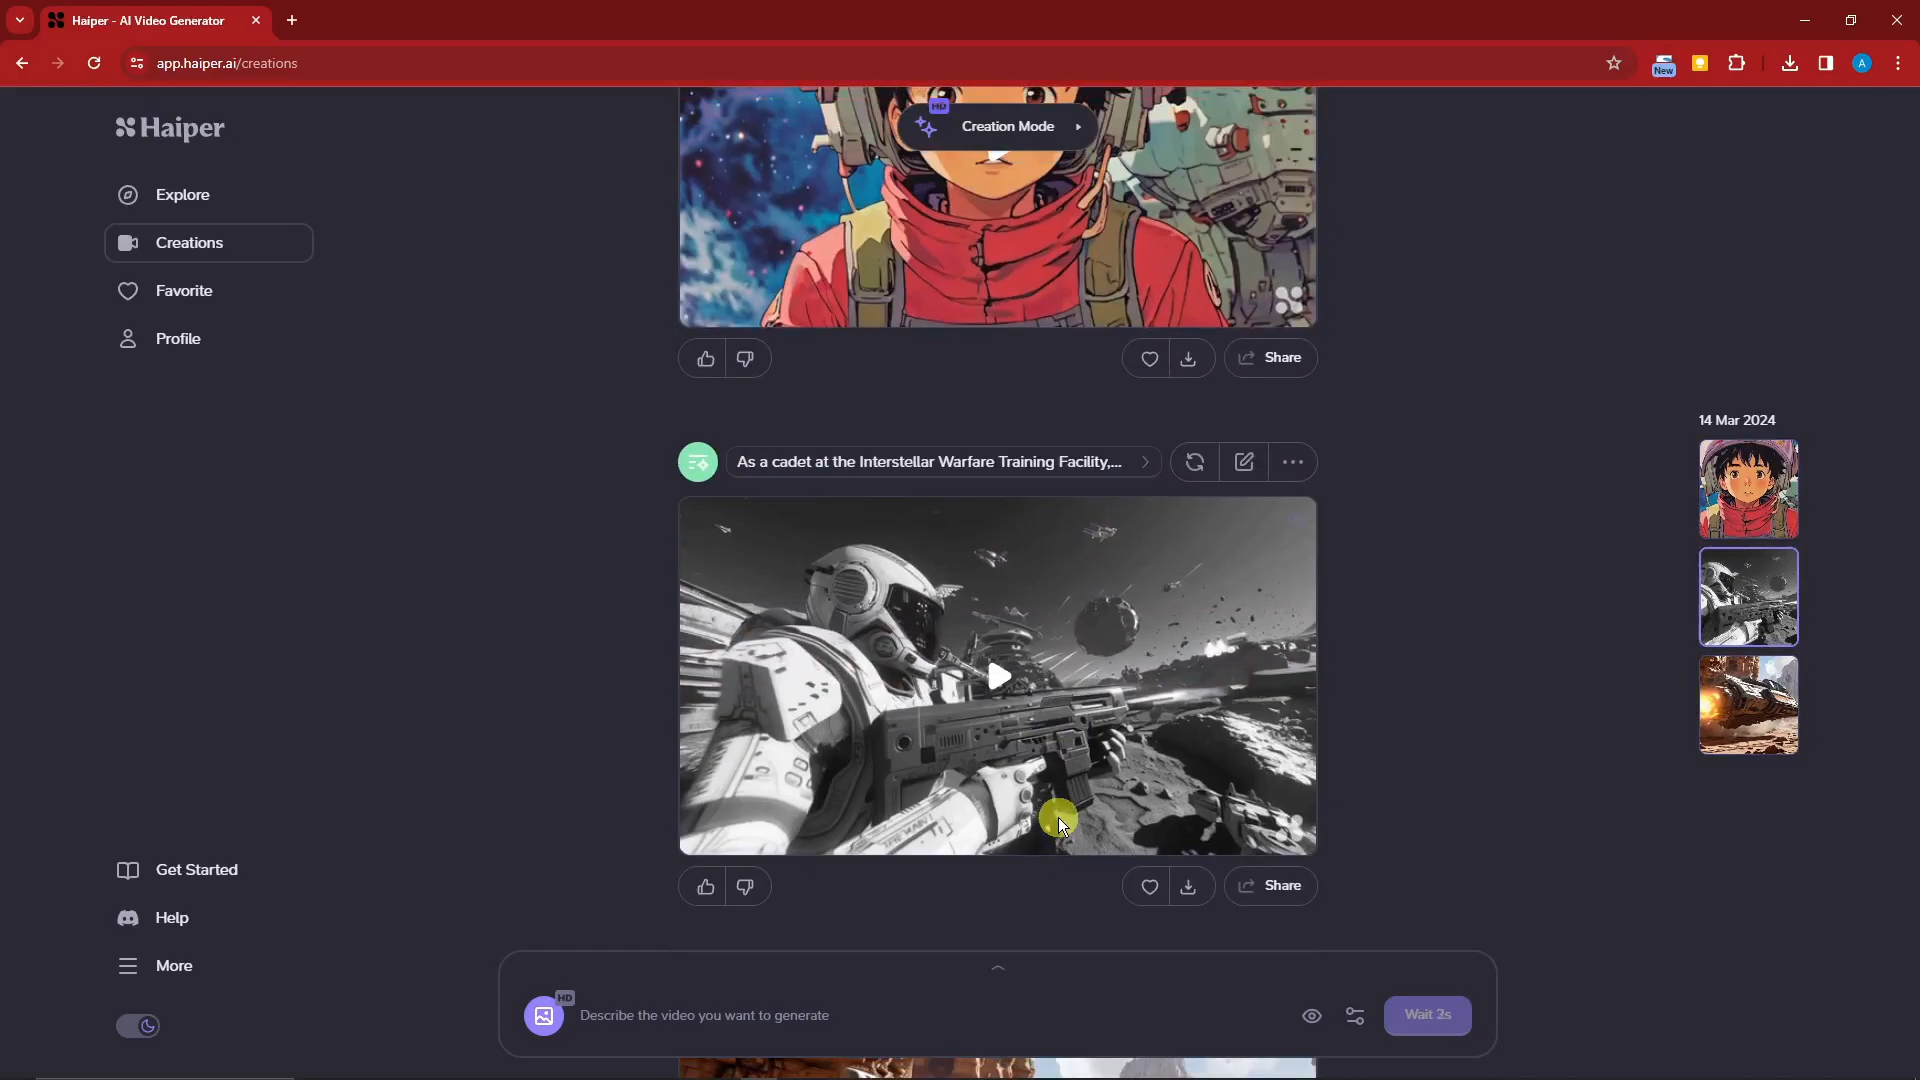 Haiper - AI Video Generator
app.haiper.ai/creations
New
A
Haiper
HD
Creation Mode
Explore
Creations
Favorite
Profile
Share
14 Mar 2024
As a cadet at the Interstellar Warfare Training Facility,...
Share
Get Started
Help
More
HD
Describe the video you want to generate
Wait 2s